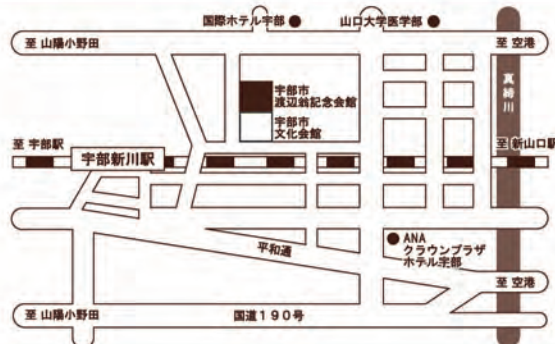 国際ホテル宇部●
山口大学医学部●
至 山陽小野田
至 空港
真締川
宇部市
渡辺翁記念会館
宇部市
文化会館
至 宇部駅
宇部新川駅
至 新山口駅
平和通
●ANA
クラウンプラザ
ホテル宇部
至 空港
至 山陽小野田
国道190号